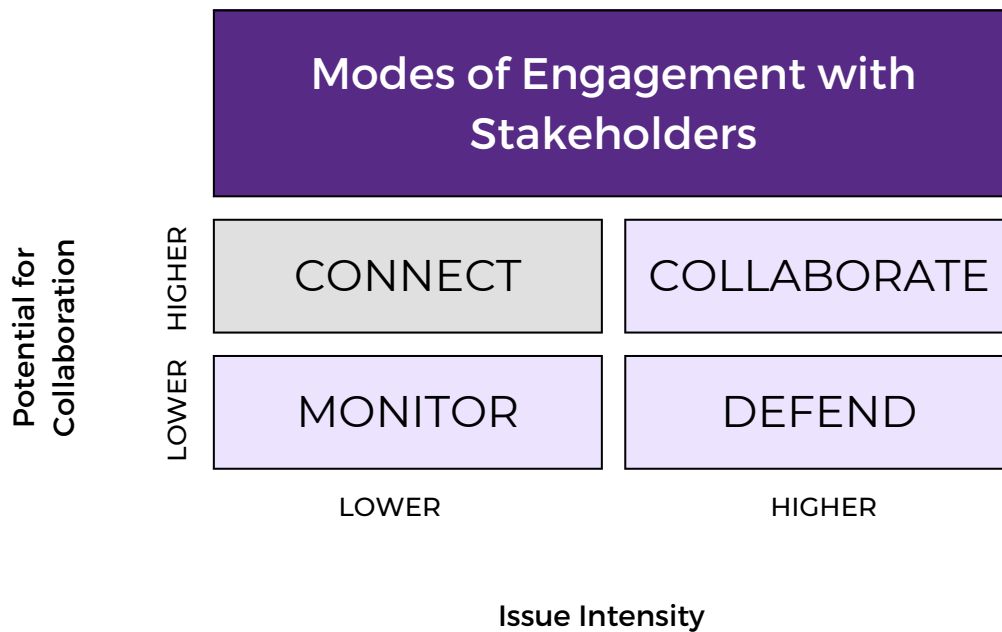 Modes of Engagement with
Stakeholders
Potential for
Collaboration
HIGHER
CONNECT
COLLABORATE
LOWER
MONITOR
DEFEND
LOWER
HIGHER
Issue Intensity